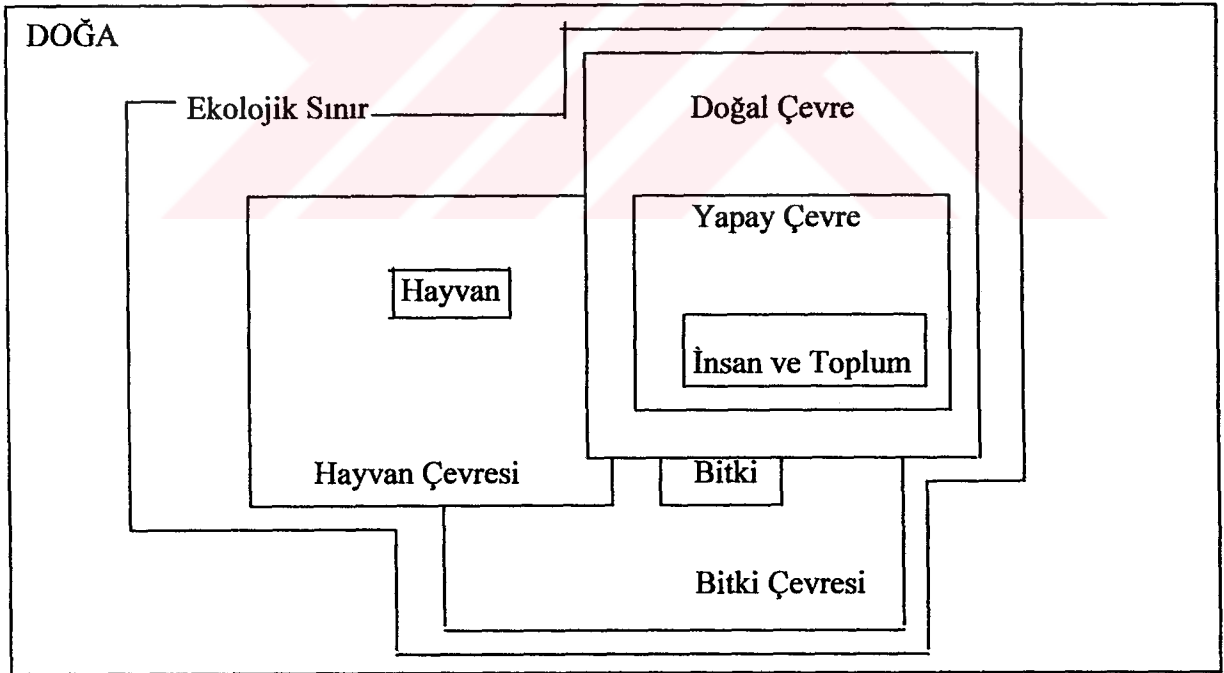 DOĞA
Ekolojik Sınır
Doğal Çevre
Yapay Çevre
Hayvan
İnsan ve Toplum
Hayvan Çevresi
Bitki
Bitki Çevresi